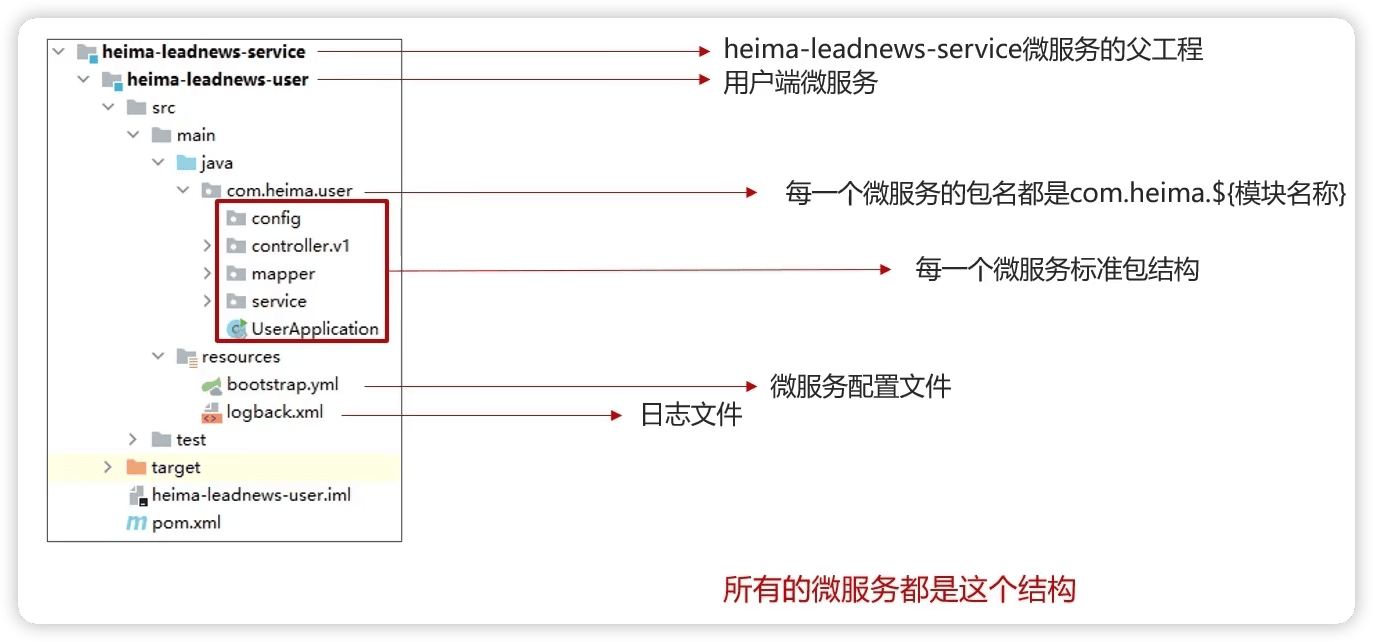 heima-leadnews-service
heima-leadnews-service微服务的父工程
heima-leadnews-user
用户端微服务
src
main
java
com.heima.user
每一个微服务的包名都是com.heima.${模块名称}
config
controller.v1
mapper
每一个微服务标准包结构
service
UserApplication
resources
bootstrap.yml
微服务配置文件
logback.xml
日志文件
test
target
heima-leadnews-user.iml
pom.xml
所有的微服务都是这个结构